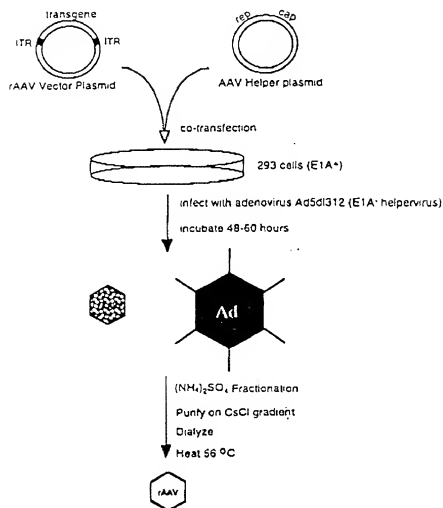 transgene
ITR ITR
rAAV Vector Plasmid
rep cap
AAV Helper plasmid
co-transfection
293 cells (E1A+)
infect with adenovirus Ad5dl312 (E1A- helpervirus)
incubate 48-60 hours
Ad
(NH4)2SO4 Fractionation
Purify on CsCl gradient
Dialyze
Heat 56 ºC
rAAV